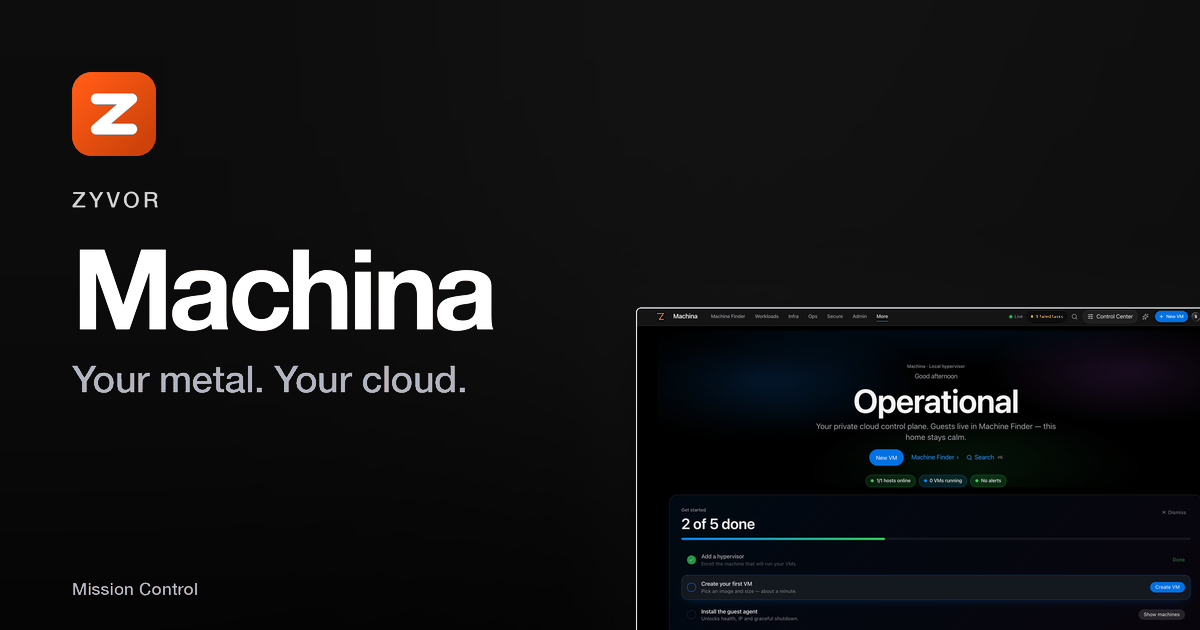 Z
ZYVOR
Machina
Your metal. Your cloud.
Mission Control
Z Machina Machine Finder Workloads Infra Ops Secure Admin More Live Control Center + New VM
Machina · Local hypervisor
Good afternoon
Operational
Your private cloud control plane. Guests live in Machine Finder — this
home stays calm.
New VM Machine Finder › Search
1/1 hosts online 0 VMs running No alerts
Get started
2 of 5 done
× Dismiss
Add a hypervisor
Enroll the machine that will run your VMs.
Done
Create your first VM
Pick an image and size — about a minute.
Create VM
Install the guest agent
Unlocks health, IP and graceful shutdown.
Show machines